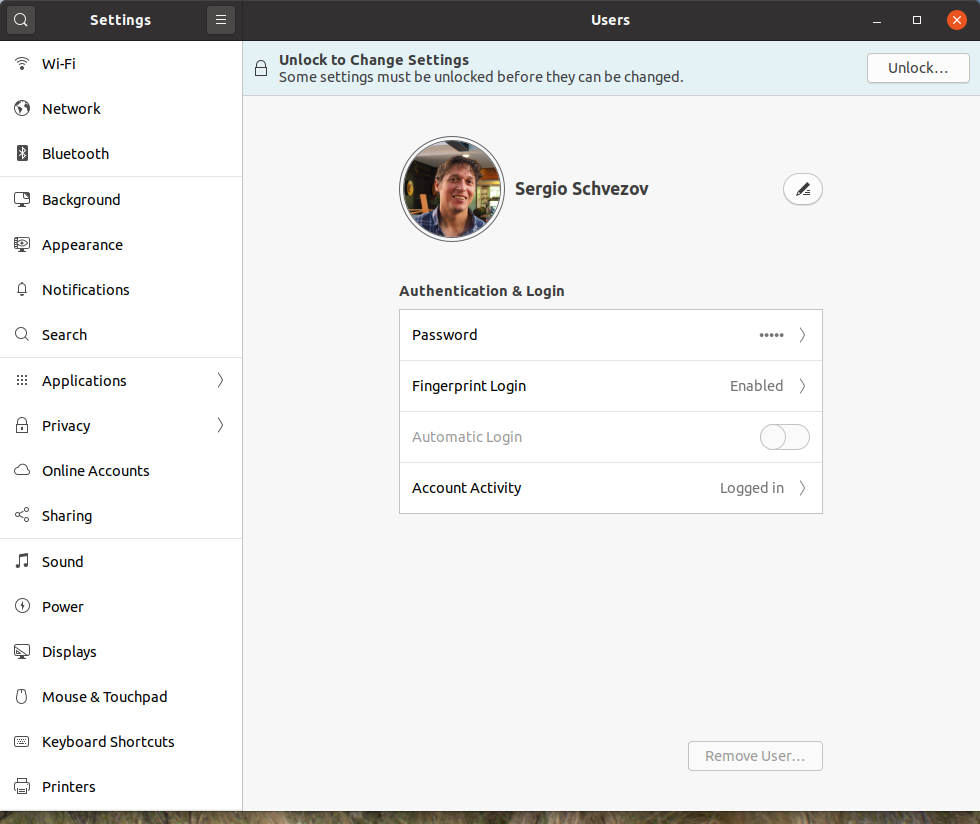 Settings
Users
Wi-Fi
Network
Bluetooth
Background
Appearance
Notifications
Search
Applications
Privacy
Online Accounts
Sharing
Sound
Power
Displays
Mouse & Touchpad
Keyboard Shortcuts
Printers
Unlock to Change Settings
Some settings must be unlocked before they can be changed.
Unlock…
Sergio Schvezov
Authentication & Login
Password •••••
Fingerprint Login Enabled
Automatic Login
Account Activity Logged in
Remove User…